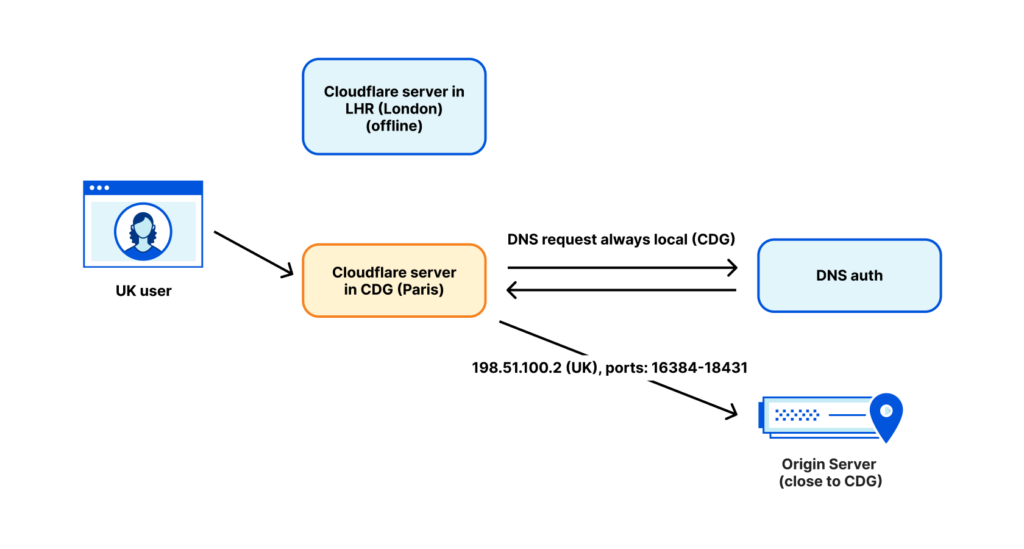 Cloudflare server in
LHR (London)
(offline)
UK user
Cloudflare server
in CDG (Paris)
DNS request always local (CDG)
DNS auth
198.51.100.2 (UK), ports: 16384-18431
Origin Server
(close to CDG)